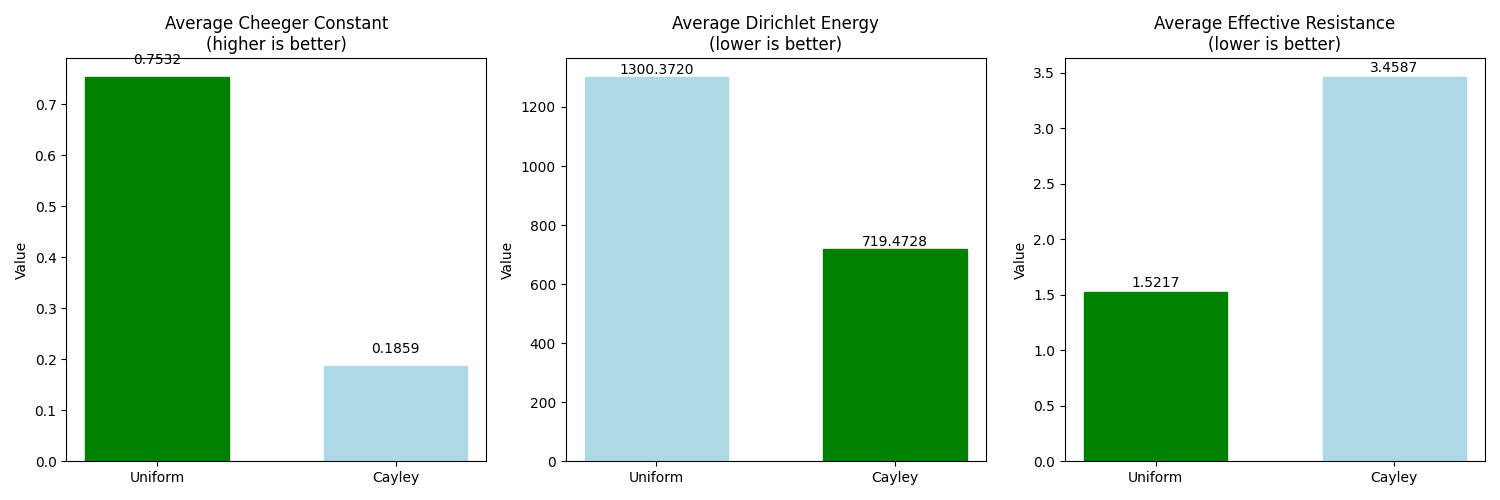 Average Cheeger Constant
(higher is better)
Value
0.7
0.6
0.5
0.4
0.3
0.2
0.1
0.0
0.7532
0.1859
Uniform
Cayley
Average Dirichlet Energy
(lower is better)
Value
1200
1000
800
600
400
200
0
1300.3720
719.4728
Uniform
Cayley
Average Effective Resistance
(lower is better)
Value
3.5
3.0
2.5
2.0
1.5
1.0
0.5
0.0
1.5217
3.4587
Uniform
Cayley